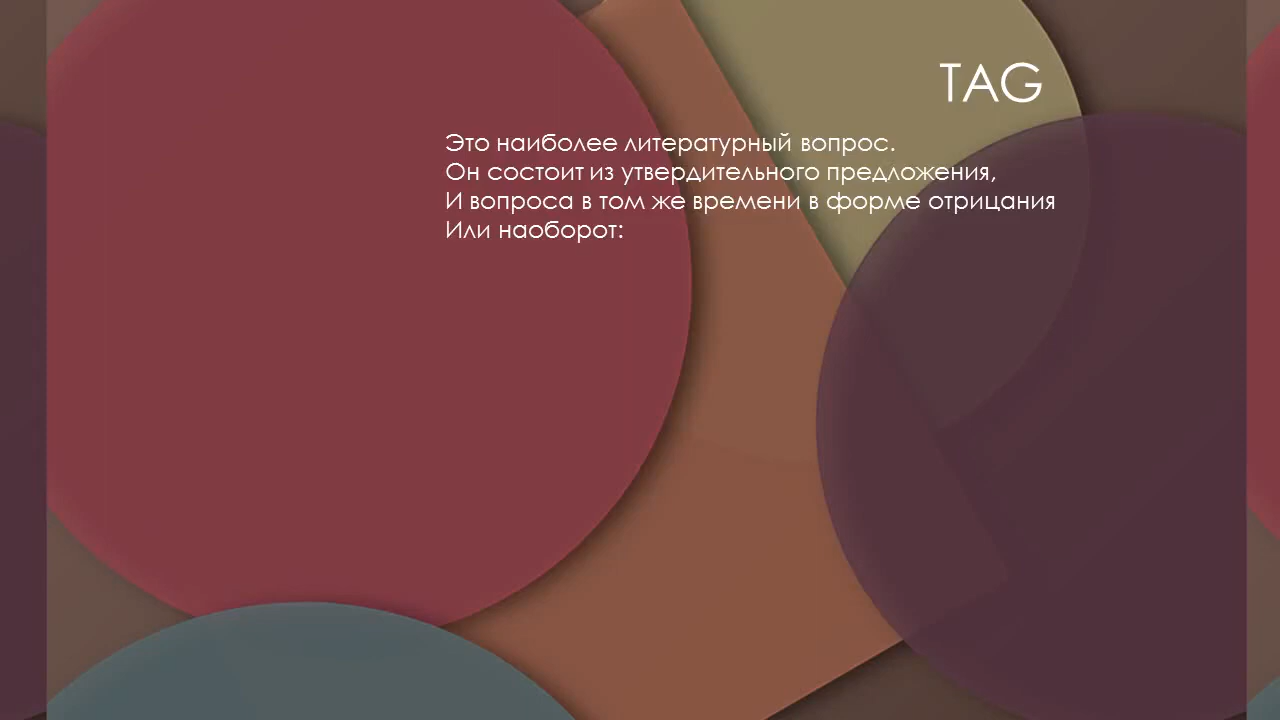 TAG
Это наиболее литературный вопрос.
Он состоит из утвердительного предложения,
И вопроса в том же времени в форме отрицания
Или наоборот: